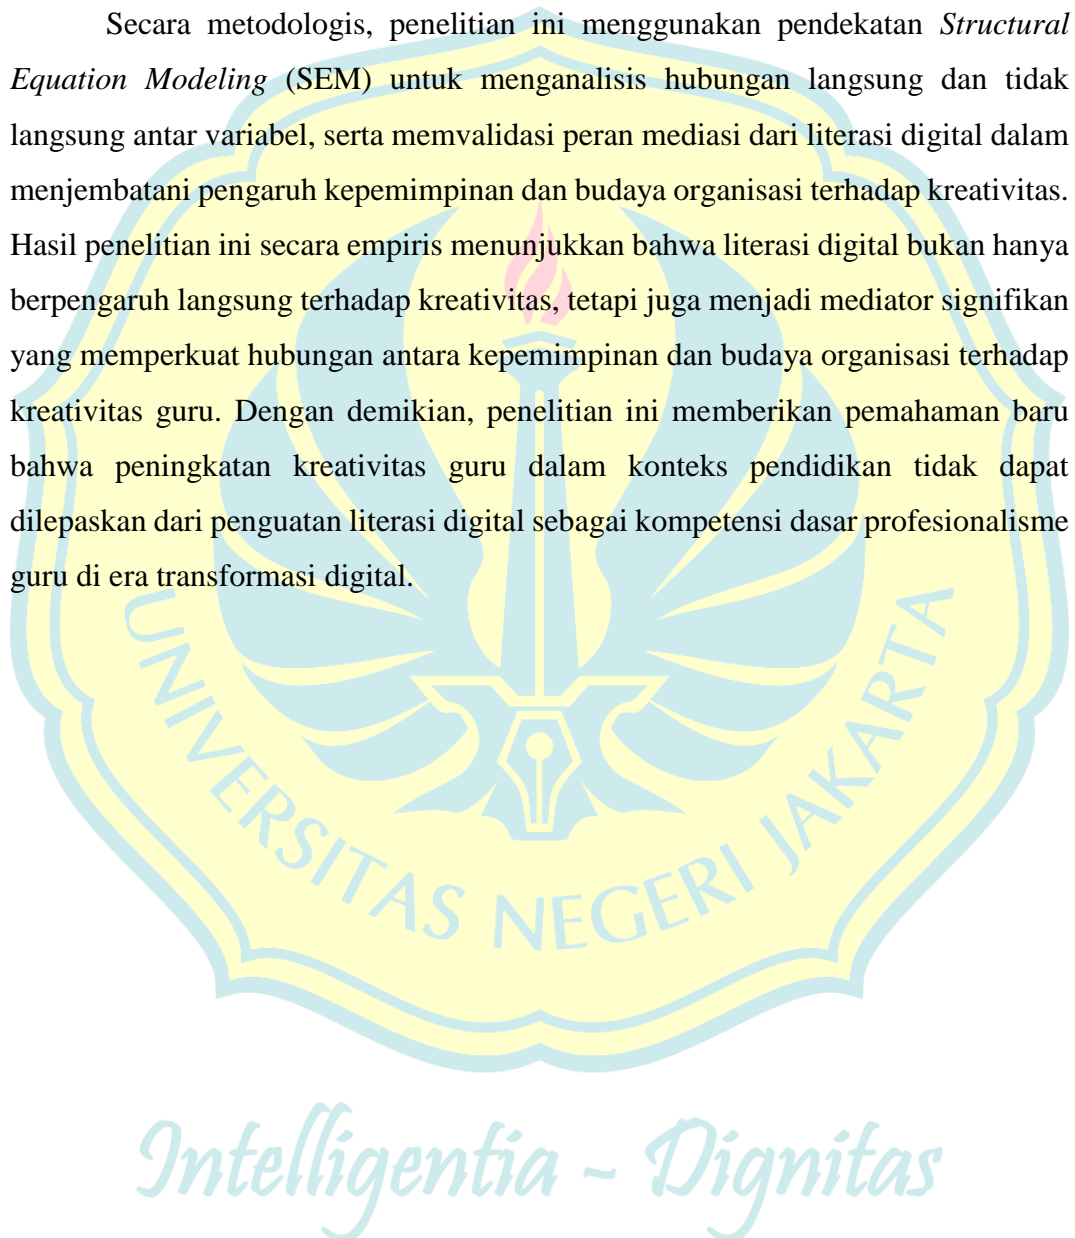 Secara metodologis, penelitian ini menggunakan pendekatan Structural
Equation Modeling (SEM) untuk menganalisis hubungan langsung dan tidak
langsung antar variabel, serta memvalidasi peran mediasi dari literasi digital dalam
menjembatani pengaruh kepemimpinan dan budaya organisasi terhadap kreativitas.
Hasil penelitian ini secara empiris menunjukkan bahwa literasi digital bukan hanya
berpengaruh langsung terhadap kreativitas, tetapi juga menjadi mediator signifikan
yang memperkuat hubungan antara kepemimpinan dan budaya organisasi terhadap
kreativitas guru. Dengan demikian, penelitian ini memberikan pemahaman baru
bahwa peningkatan kreativitas guru dalam konteks pendidikan tidak dapat
dilepaskan dari penguatan literasi digital sebagai kompetensi dasar profesionalisme
guru di era transformasi digital.
UNIVERSITAS NEGERI JAKARTA
Intelligentia - Dignitas